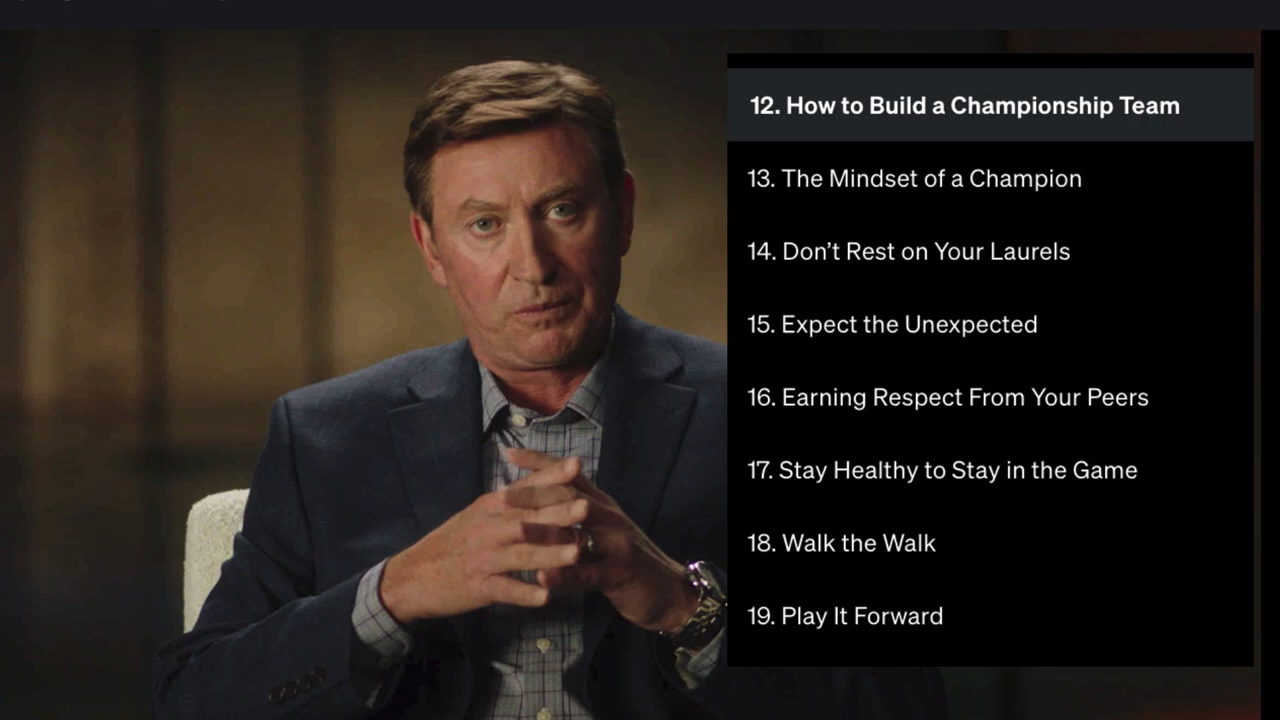 12. How to Build a Championship Team
13. The Mindset of a Champion
14. Don’t Rest on Your Laurels
15. Expect the Unexpected
16. Earning Respect From Your Peers
17. Stay Healthy to Stay in the Game
18. Walk the Walk
19. Play It Forward